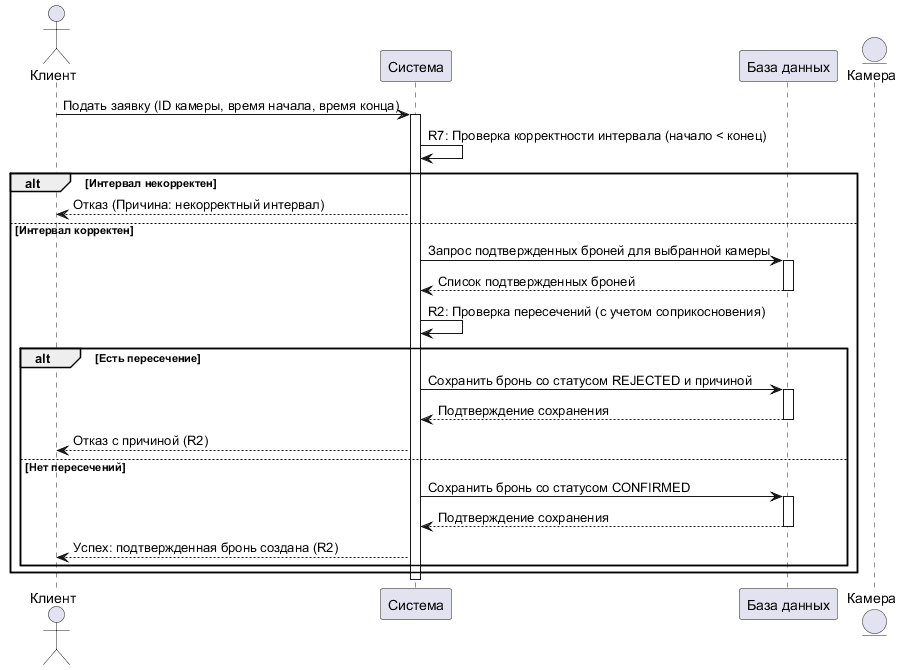 Клиент
Система
База данных
Камера
Подать заявку (ID камеры, время начала, время конца)
R7: Проверка корректности интервала (начало < конец)
alt
[Интервал некорректен]
Отказ (Причина: некорректный интервал)
[Интервал корректен]
Запрос подтвержденных броней для выбранной камеры
Список подтвержденных броней
R2: Проверка пересечений (с учетом соприкосновения)
alt
[Есть пересечение]
Сохранить бронь со статусом REJECTED и причиной
Подтверждение сохранения
Отказ с причиной (R2)
[Нет пересечений]
Сохранить бронь со статусом CONFIRMED
Подтверждение сохранения
Успех: подтвержденная бронь создана (R2)
Клиент
Система
База данных
Камера